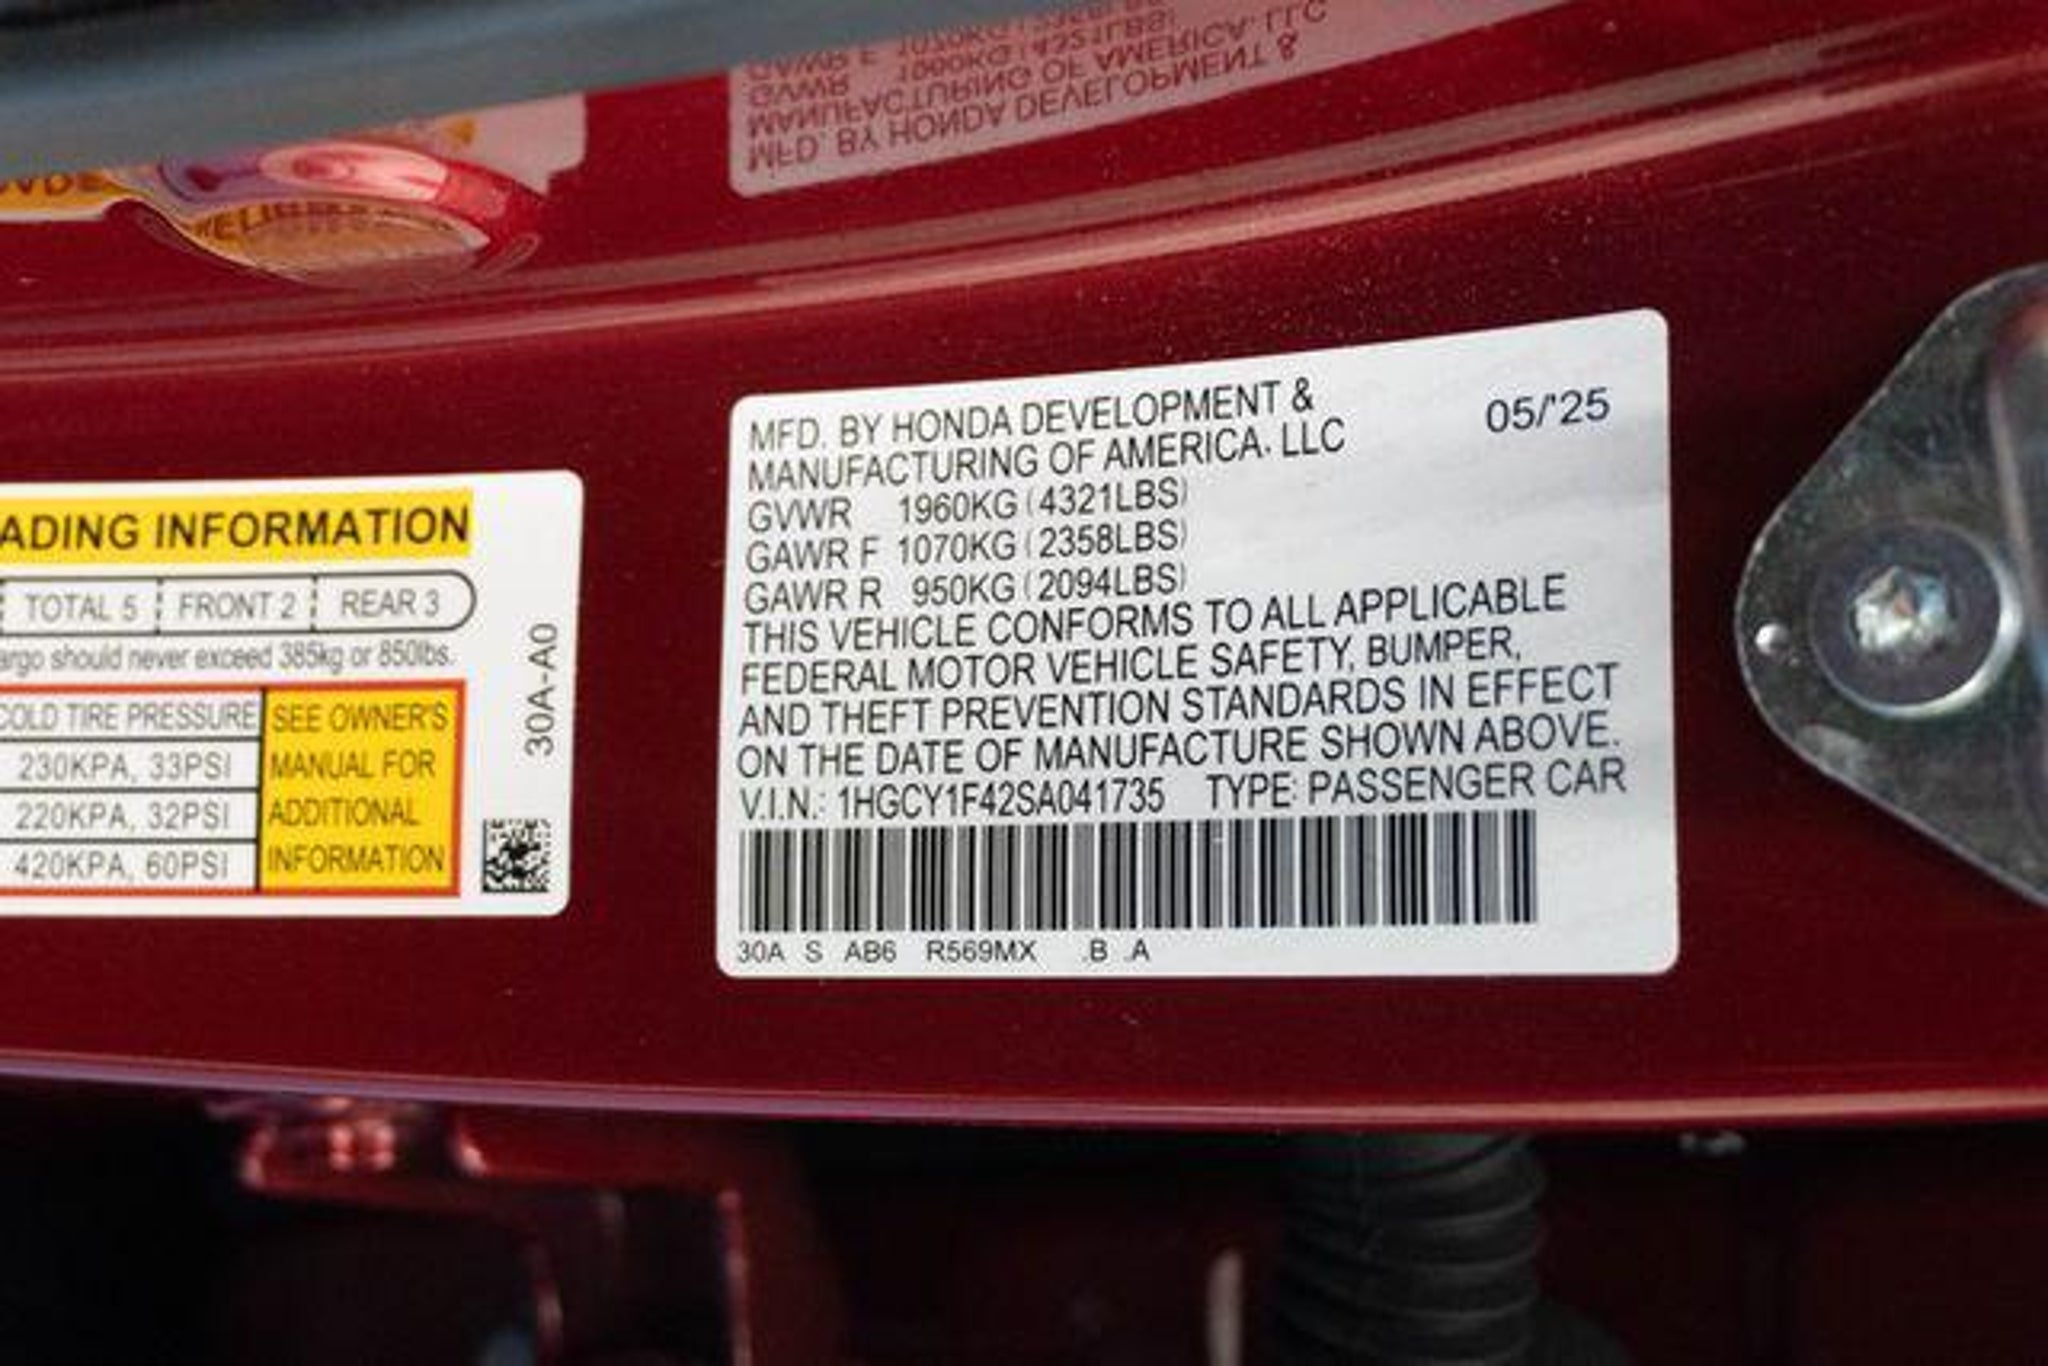 ADING INFORMATION
TOTAL 5 FRONT 2 REAR 3
argo should never exceed 385kg or 850lbs.
COLD TIRE PRESSURE
230KPA, 33PSI
220KPA, 32PSI
420KPA, 60PSI
SEE OWNER'S
MANUAL FOR
ADDITIONAL
INFORMATION
30A-A0
MFD. BY HONDA DEVELOPMENT &
MANUFACTURING OF AMERICA, LLC
05/'25
GVWR 1960KG (4321LBS)
GAWR F 1070KG (2358LBS)
GAWR R 950KG (2094LBS)
THIS VEHICLE CONFORMS TO ALL APPLICABLE
FEDERAL MOTOR VEHICLE SAFETY, BUMPER,
AND THEFT PREVENTION STANDARDS IN EFFECT
ON THE DATE OF MANUFACTURE SHOWN ABOVE.
V.I.N.: 1HGCY1F42SA041735 TYPE: PASSENGER CAR
30A S AB6 R569MX .B .A